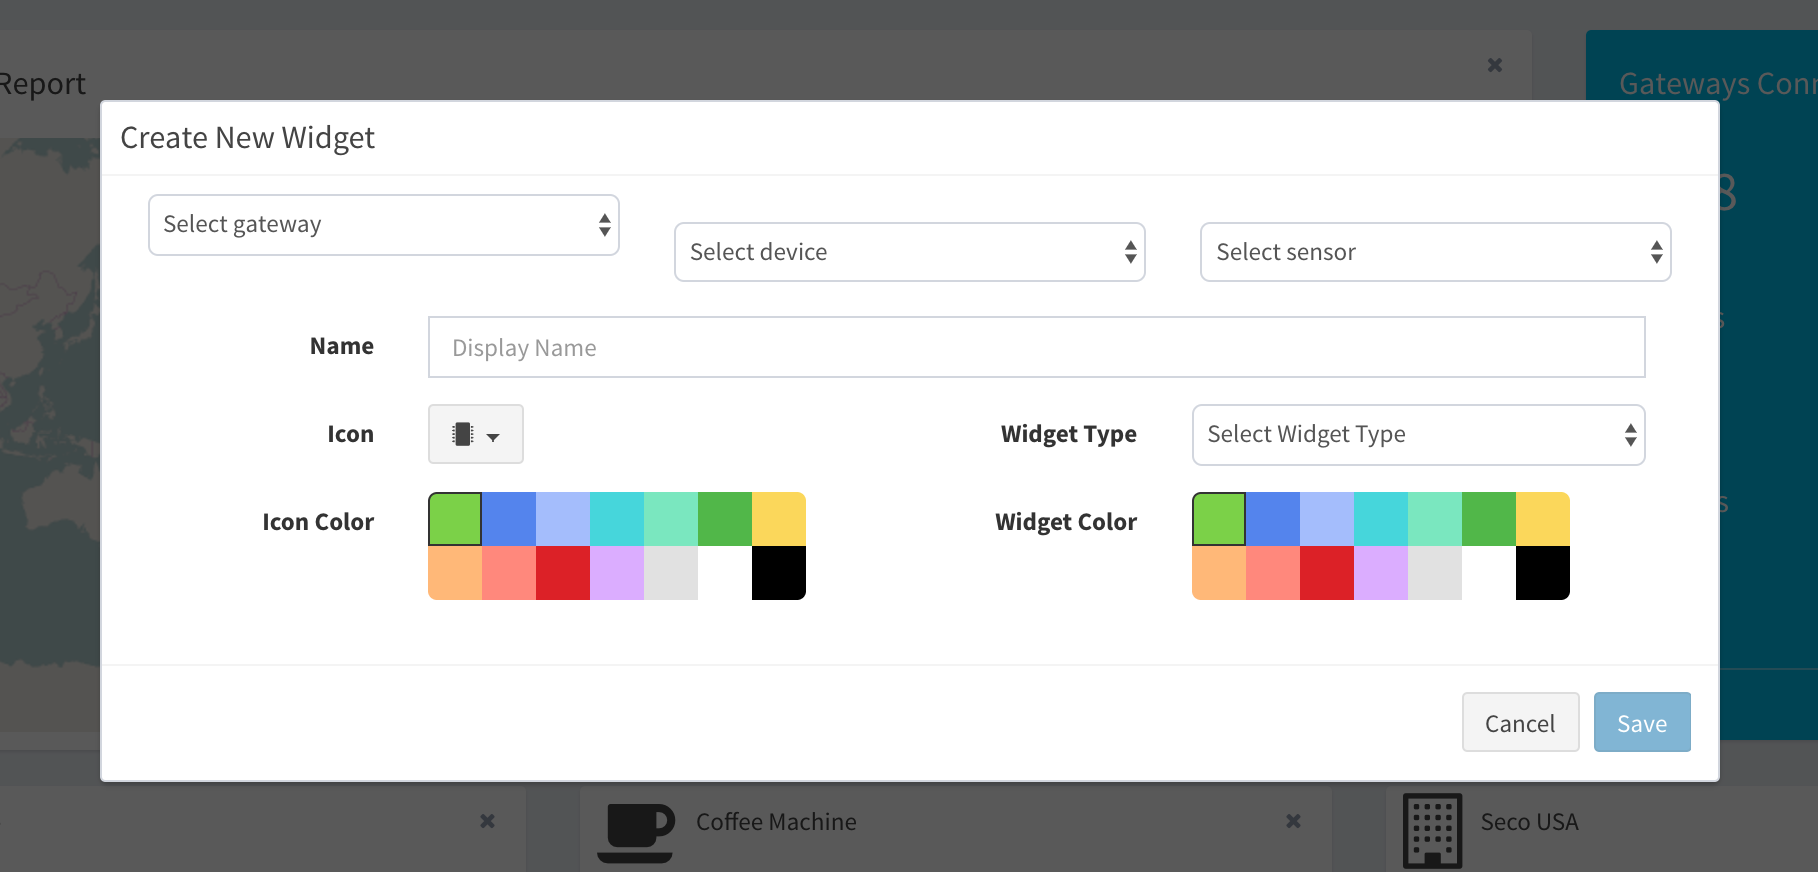 Report
Gateways Conn
8
s
Create New Widget
Select gateway
Select device
Select sensor
Name
Display Name
Icon
Widget Type
Select Widget Type
Icon Color
Widget Color
s
Cancel
Save
Coffee Machine
Seco USA